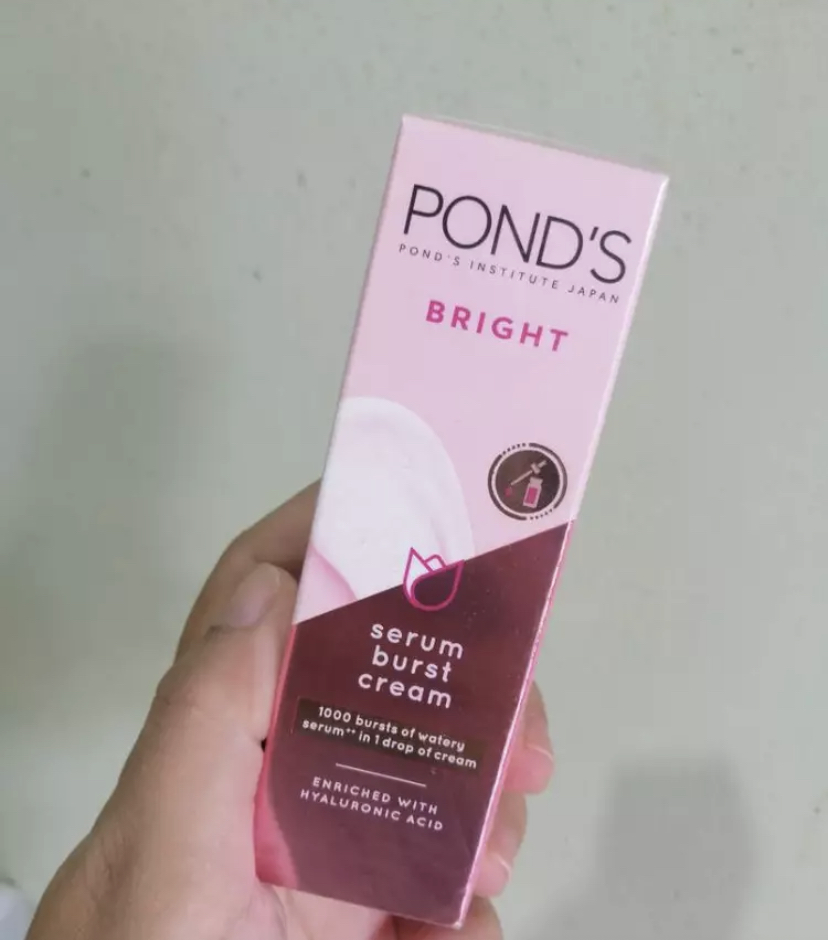 POND'S
POND'S INSTITUTE JAPAN
BRIGHT
serum
burst
cream
1000 bursts of watery
serum⁺⁺ in 1 drop of cream
ENRICHED WITH
HYALURONIC ACID